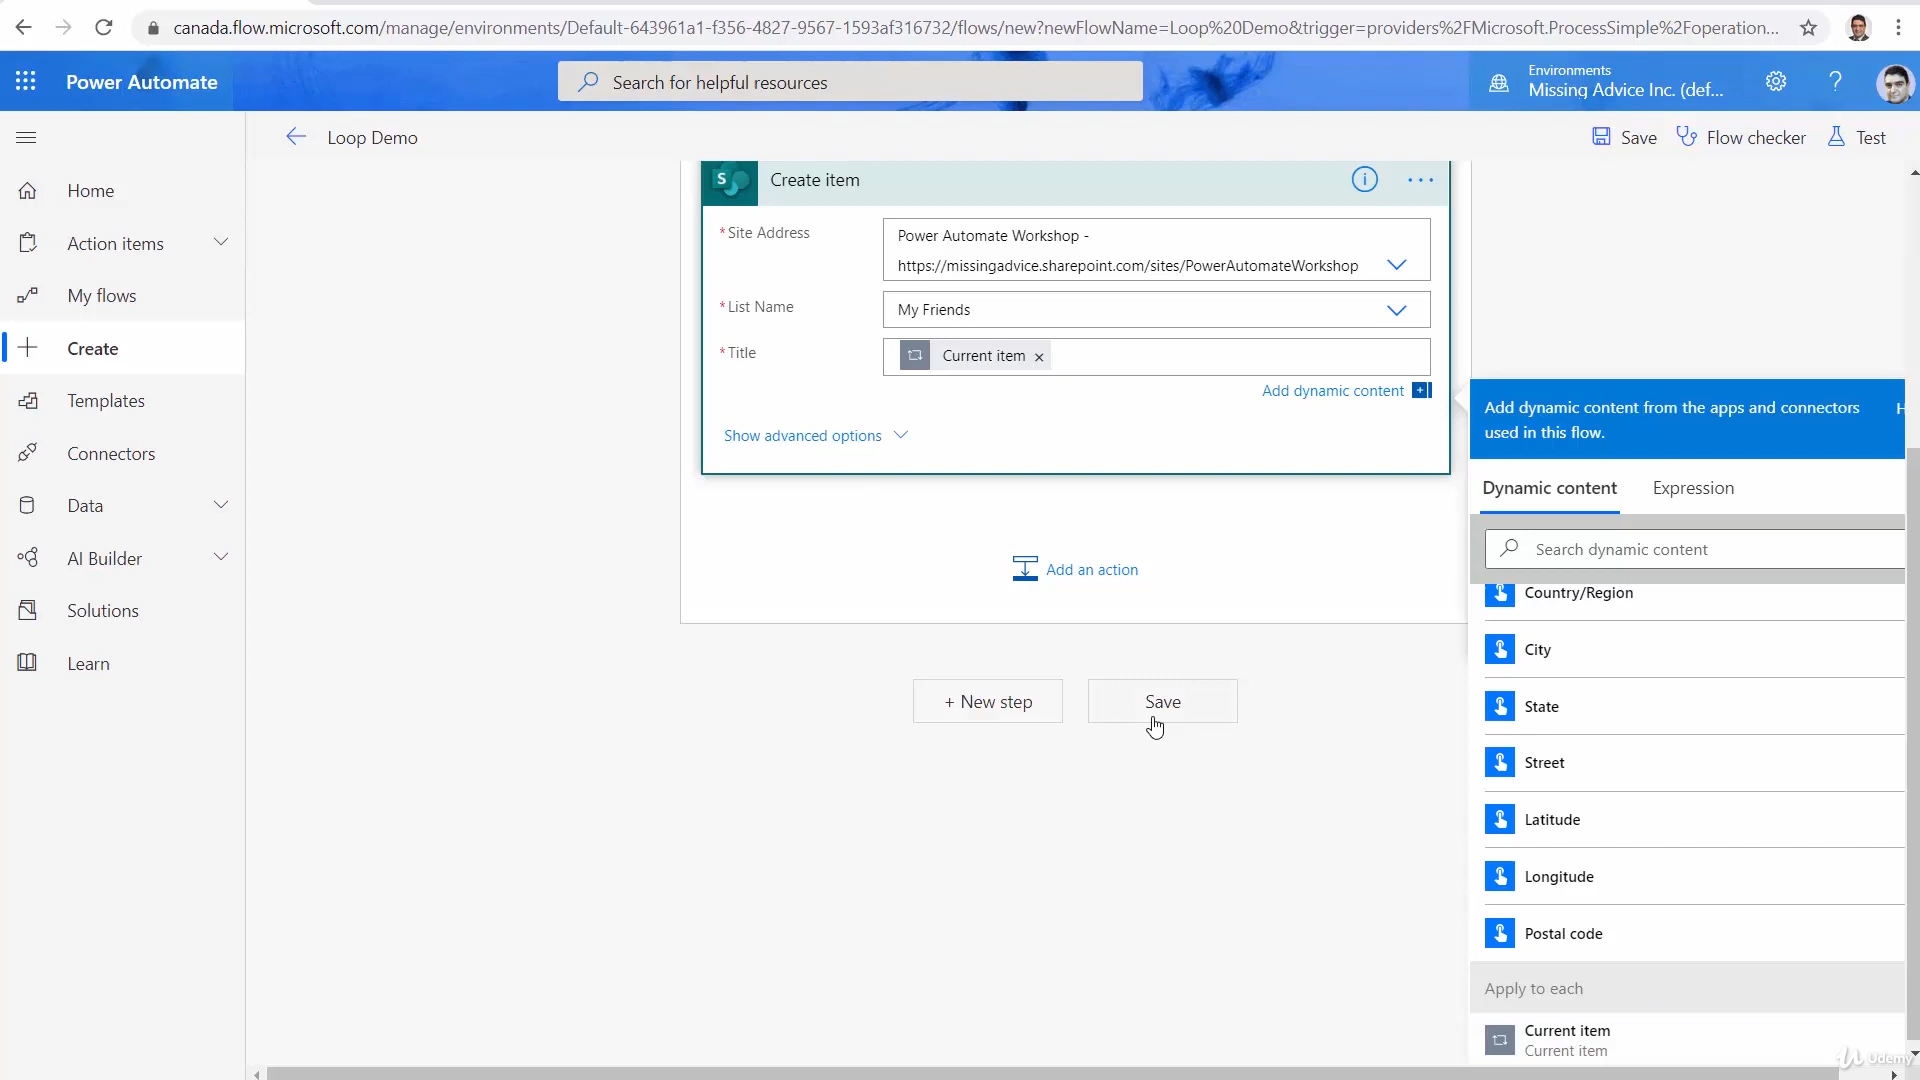 canada.flow.microsoft.com/manage/environments/Default-643961a1-f356-4827-9567-1593af316732/flows/new?newFlowName=Loop%20Demo&trigger=providers%2FMicrosoft.ProcessSimple%2Foperation...
Power Automate
Search for helpful resources
Environments
Missing Advice Inc. (def...
?
Loop Demo
Save
Flow checker
Test
Home
Action items
My flows
Create
Templates
Connectors
Data
AI Builder
Solutions
Learn
S
Create item
i
...
* Site Address
Power Automate Workshop -
https://missingadvice.sharepoint.com/sites/PowerAutomateWorkshop
* List Name
My Friends
* Title
Current item ×
Add dynamic content
Show advanced options
Add an action
+ New step
Save
Add dynamic content from the apps and connectors
used in this flow.
Dynamic content
Expression
Search dynamic content
Country/Region
City
State
Street
Latitude
Longitude
Postal code
Apply to each
Current item
Current item
Udemy